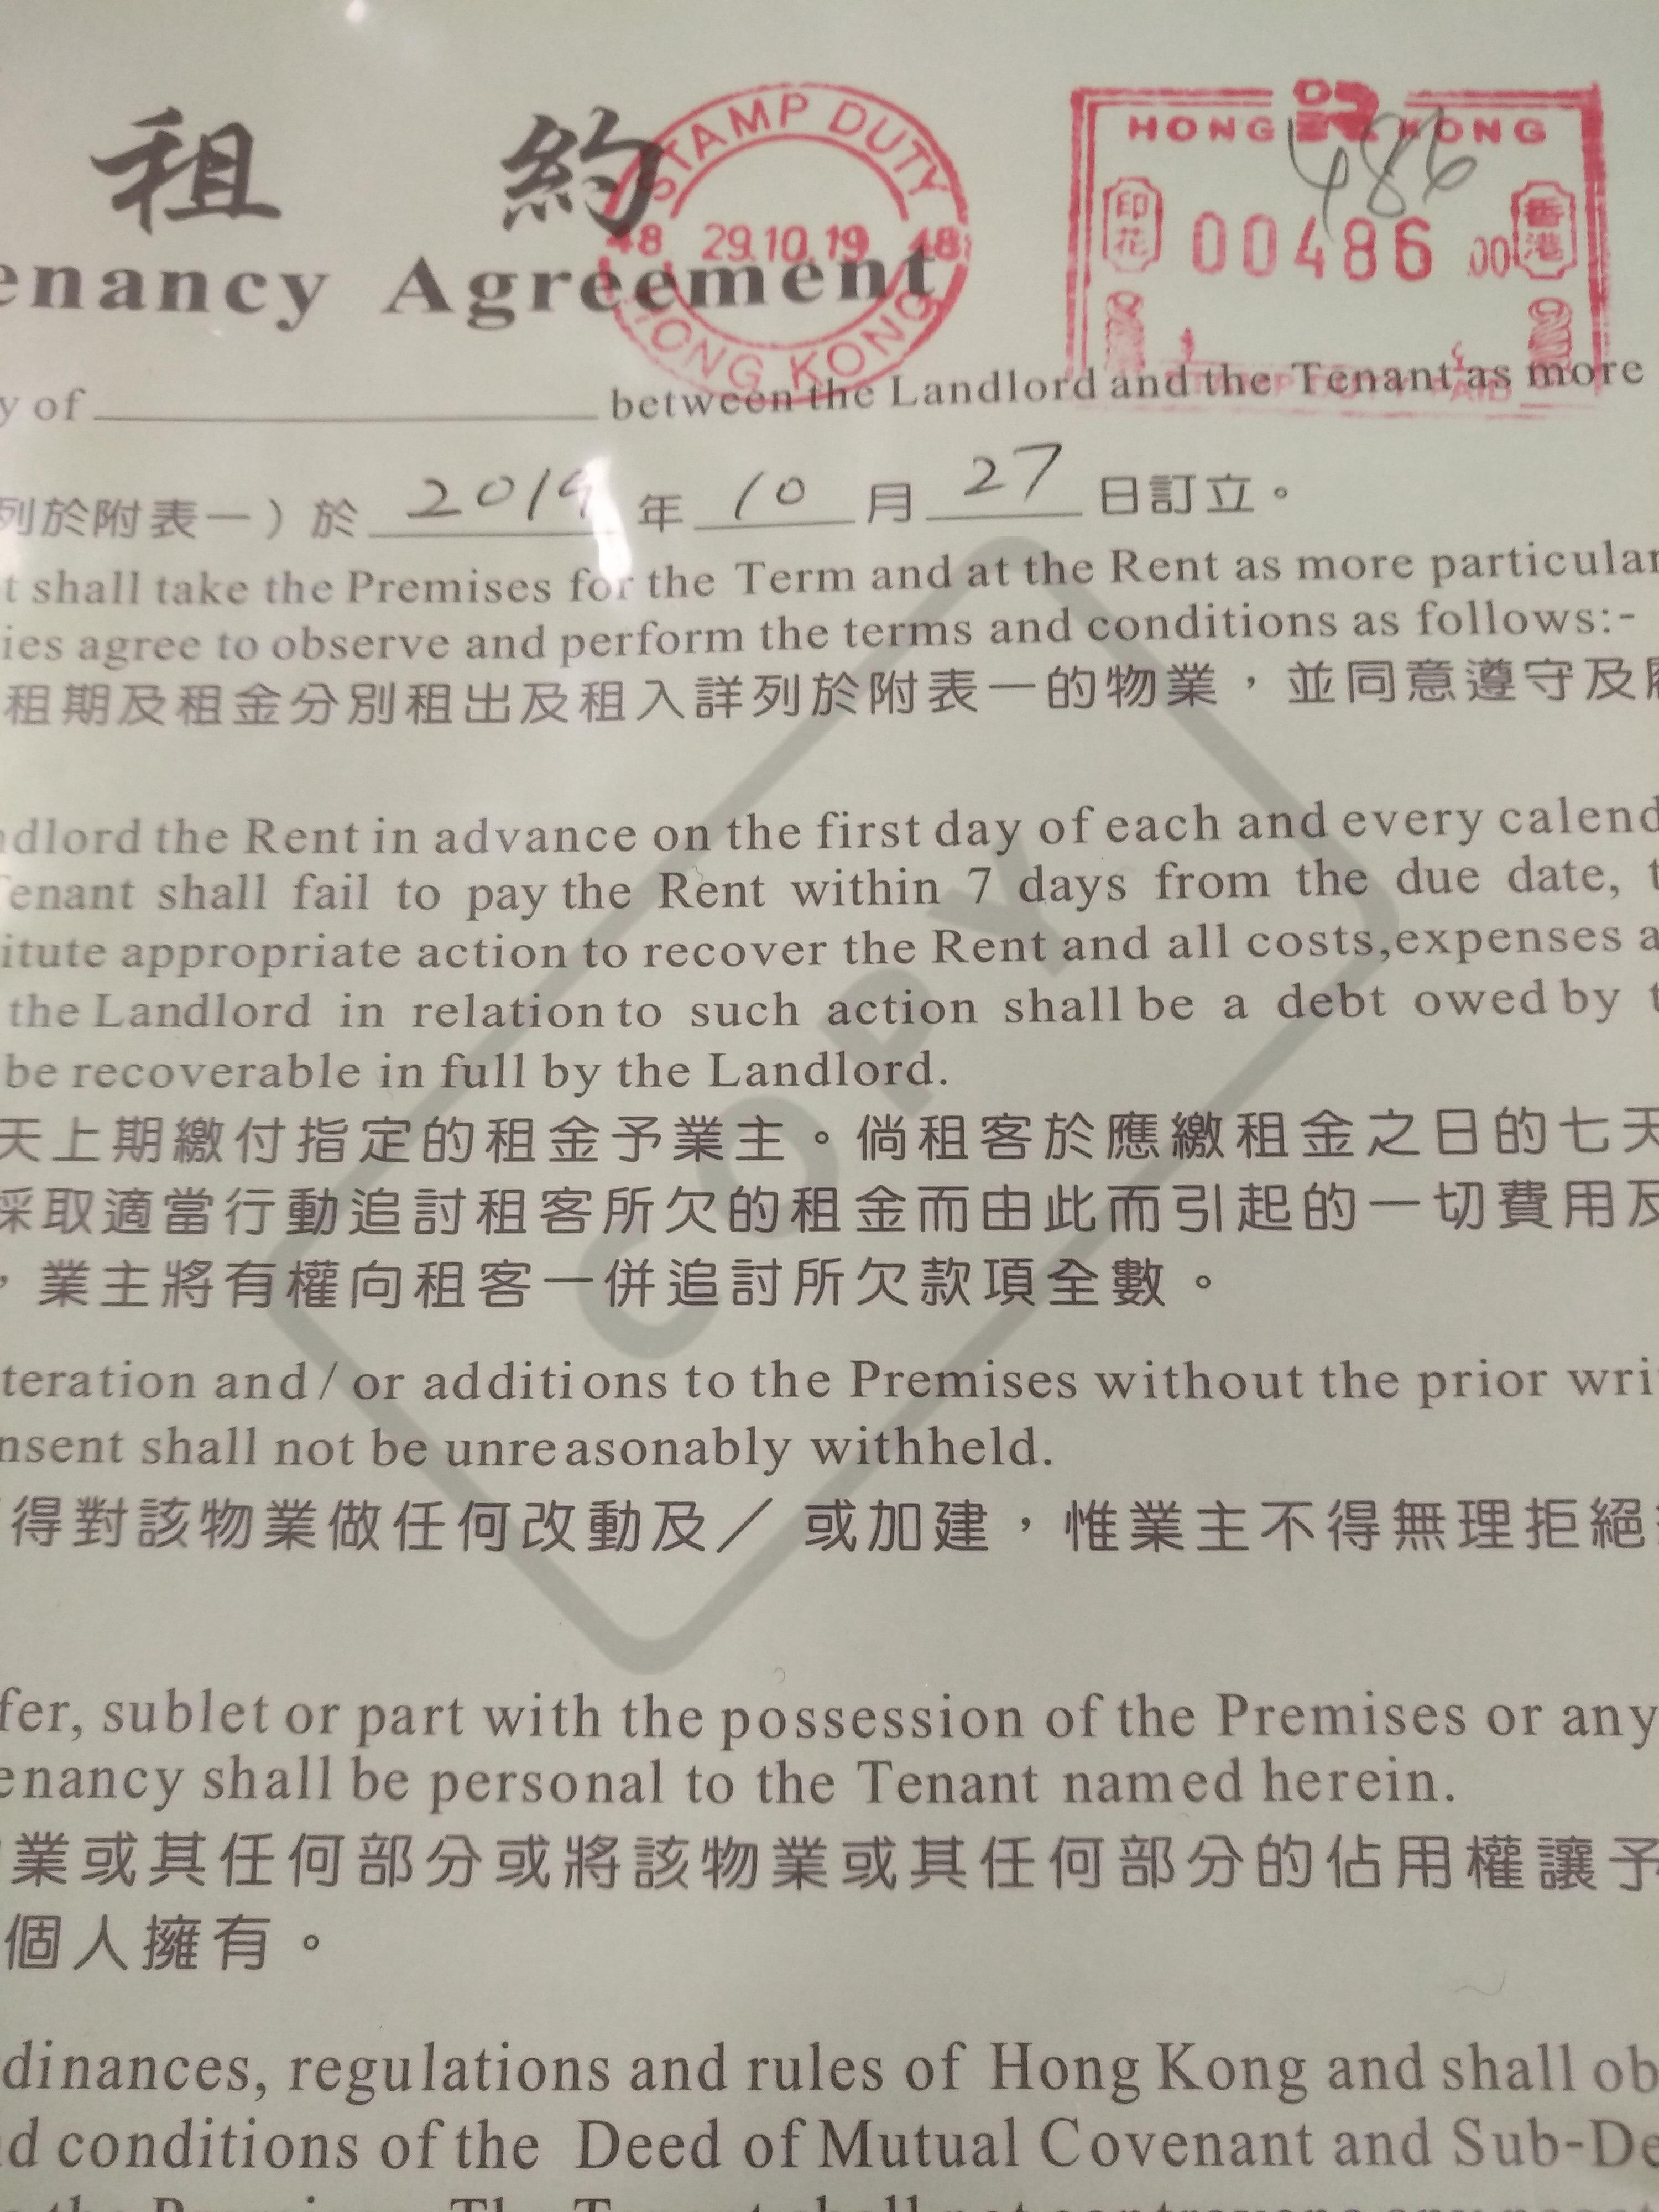 租 約
STAMP DUTY
48 29.10.19 48
HONG KONG
HONG KONG
486
印花 00486 00 香港
enancy Agreement
y of ____ between the Landlord and the Tenant as more
列於附表一）於 2019 年 10 月 27 日訂立。
t shall take the Premises for the Term and at the Rent as more particular
ies agree to observe and perform the terms and conditions as follows:-
租期及租金分別租出及租入詳列於附表一的物業，並同意遵守及
dlord the Rent in advance on the first day of each and every calend
enant shall fail to pay the Rent within 7 days from the due date, t
itute appropriate action to recover the Rent and all costs,expenses a
the Landlord in relation to such action shall be a debt owed by t
be recoverable in full by the Landlord.
天上期繳付指定的租金予業主。倘租客於應繳租金之日的七天
採取適當行動追討租客所欠的租金而由此而引起的一切費用及
，業主將有權向租客一併追討所欠款項全數。
teration and / or additions to the Premises without the prior wri
nsent shall not be unreasonably withheld.
得對該物業做任何改動及／或加建，惟業主不得無理拒絕
fer, sublet or part with the possession of the Premises or any
enancy shall be personal to the Tenant named herein.
業或其任何部分或將該物業或其任何部分的佔用權讓予
個人擁有。
dinances, regulations and rules of Hong Kong and shall ob
d conditions of the Deed of Mutual Covenant and Sub-De
COPY